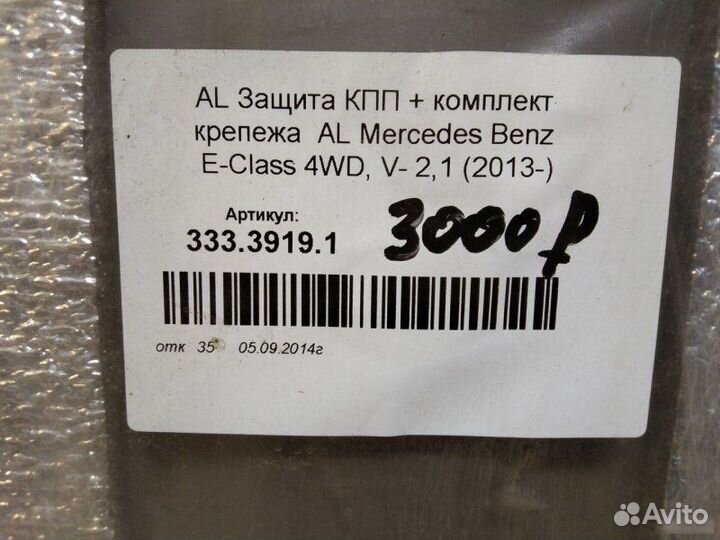 AL Защита КПП + комплект
крепежа AL Mercedes Benz
E-Class 4WD, V- 2,1 (2013-)
Артикул:
333.3919.1
3000₽
отк 35 05.09.2014г
Avito